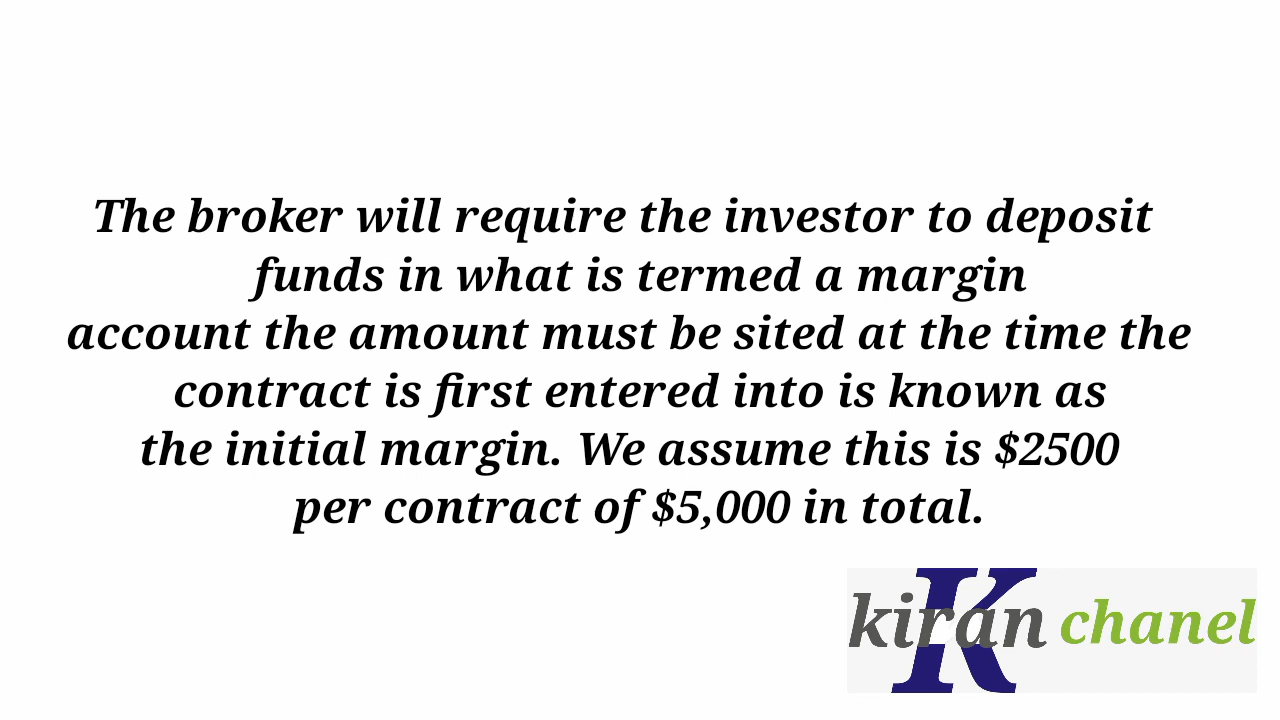 The broker will require the investor to deposit
funds in what is termed a margin
account the amount must be sited at the time the
contract is first entered into is known as
the initial margin. We assume this is $2500
per contract of $5,000 in total.
K
kiran chanel